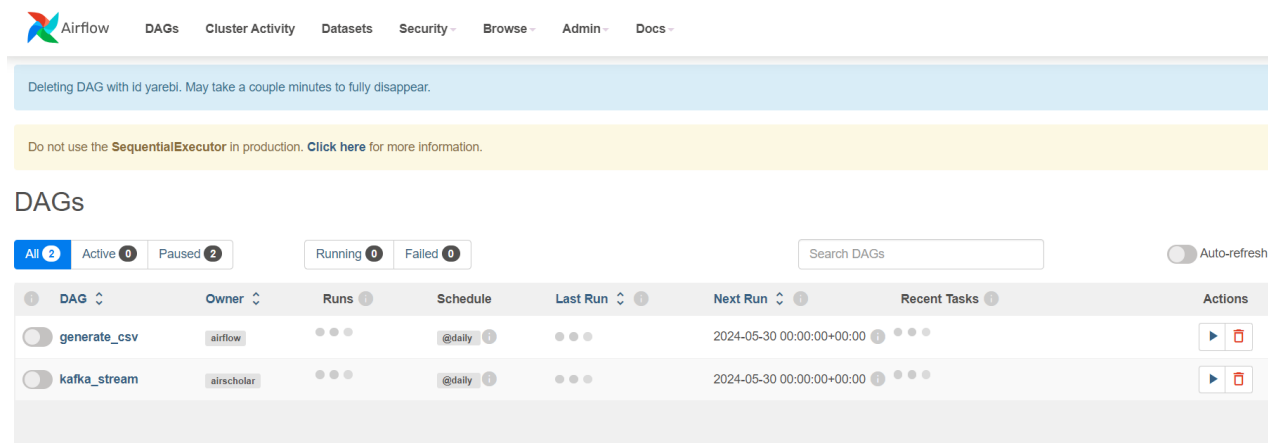 Airflow DAGs Cluster Activity Datasets Security Browse Admin Docs
Deleting DAG with id yarebi. May take a couple minutes to fully disappear.
Do not use the SequentialExecutor in production. Click here for more information.
DAGs
All 2 Active 0 Paused 2 Running 0 Failed 0 Search DAGs Auto-refresh
DAG Owner Runs Schedule Last Run Next Run Recent Tasks Actions
generate_csv airflow @daily 2024-05-30 00:00:00+00:00
kafka_stream airscholar @daily 2024-05-30 00:00:00+00:00